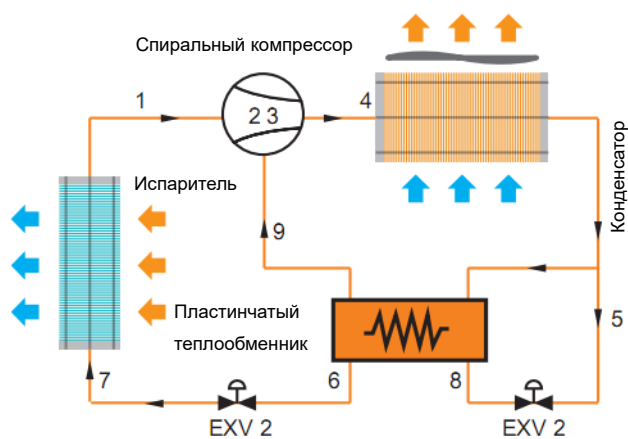 Спиральный компрессор
1
2 3
4
Испаритель
Конденсатор
9
Пластинчатый
теплообменник
5
7
6
8
EXV 2
EXV 2